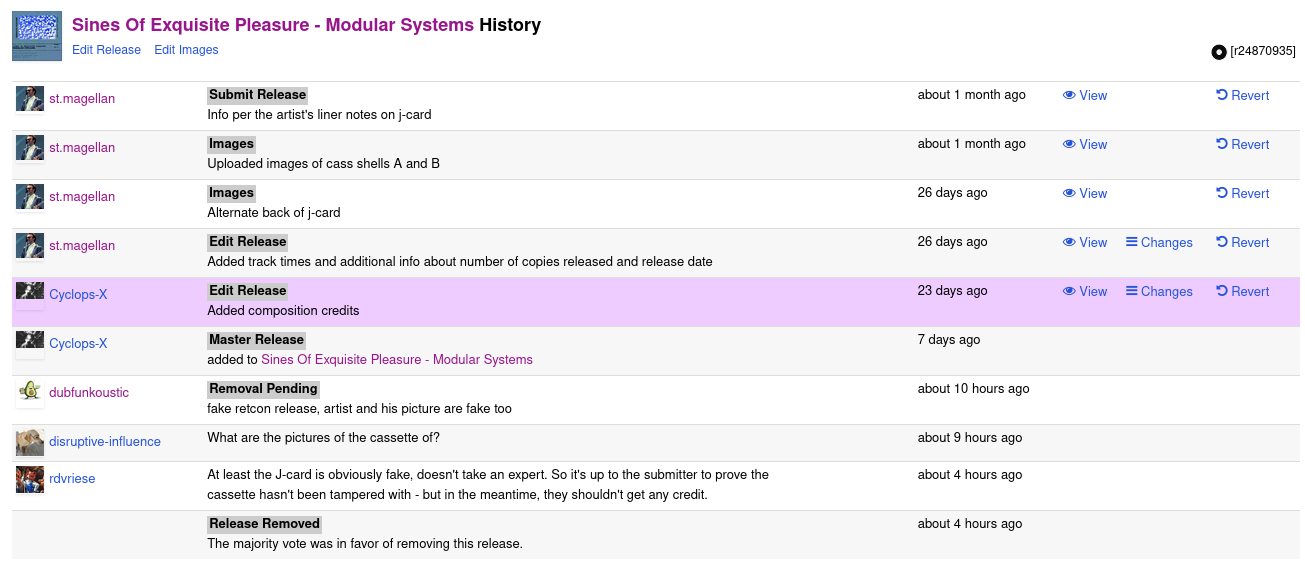 Sines Of Exquisite Pleasure - Modular Systems History
Edit Release Edit Images
[r24870935]
st.magellan Submit Release about 1 month ago View Revert
Info per the artist's liner notes on j-card
st.magellan Images about 1 month ago View Revert
Uploaded images of cass shells A and B
st.magellan Images 26 days ago View Revert
Alternate back of j-card
st.magellan Edit Release 26 days ago View Changes Revert
Added track times and additional info about number of copies released and release date
Cyclops-X Edit Release 23 days ago View Changes Revert
Added composition credits
Cyclops-X Master Release 7 days ago
added to Sines Of Exquisite Pleasure - Modular Systems
dubfunkoustic Removal Pending about 10 hours ago
fake retcon release, artist and his picture are fake too
disruptive-influence What are the pictures of the cassette of? about 9 hours ago
rdvriese At least the J-card is obviously fake, doesn't take an expert. So it's up to the submitter to prove the about 4 hours ago
cassette hasn't been tampered with - but in the meantime, they shouldn't get any credit.
Release Removed about 4 hours ago
The majority vote was in favor of removing this release.